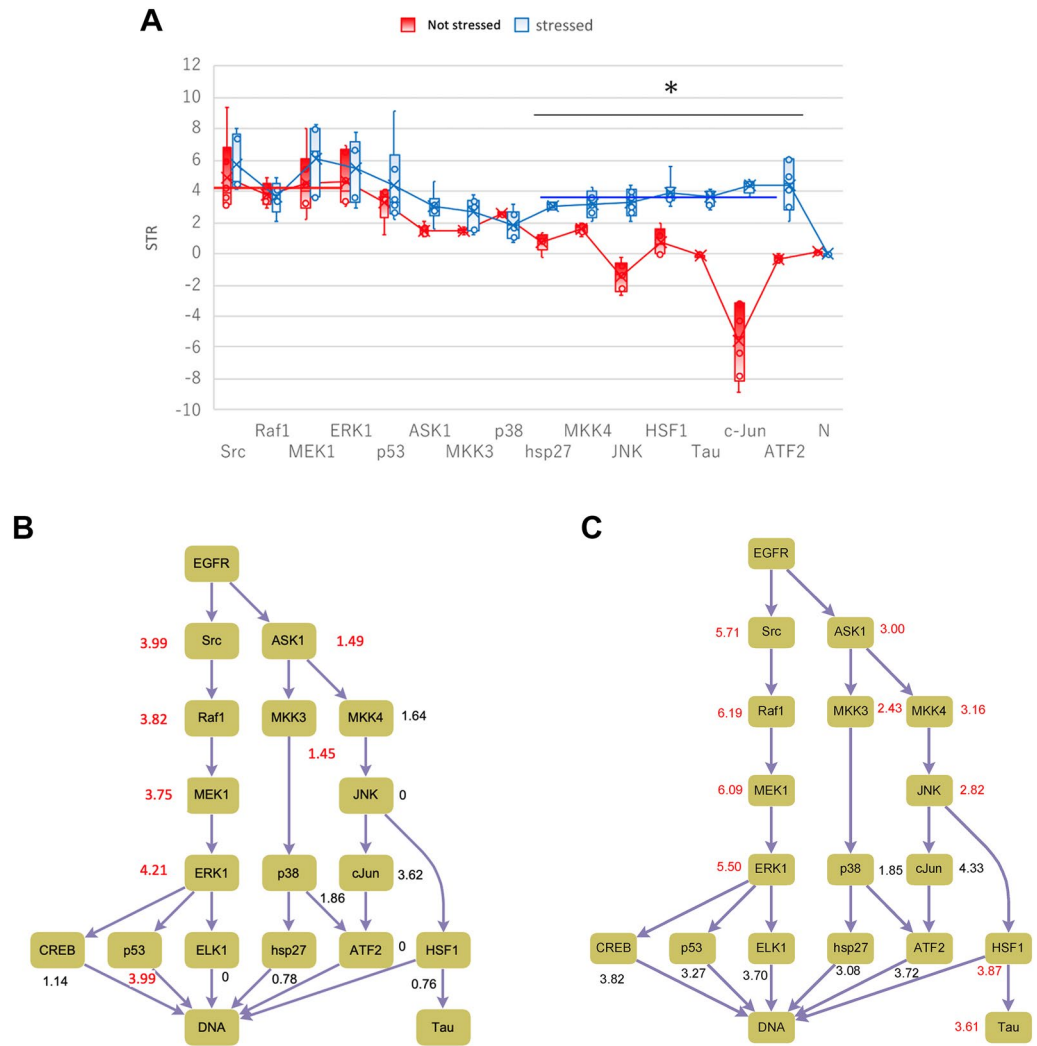 A
Not stressed stressed
*
12
10
8
6
4
2
0
-2
-4
-6
-8
-10
STR
Raf1 ERK1 ASK1 p38 MKK4 HSF1 c-Jun N
Src MEK1 p53 MKK3 hsp27 JNK Tau ATF2
B
EGFR
3.99 Src ASK1 1.49
3.82 Raf1 MKK3 MKK4 1.64
1.45
3.75 MEK1 JNK 0
4.21 ERK1 p38 cJun 3.62
1.86
CREB p53 ELK1 hsp27 ATF2 0 HSF1
1.14 3.99 0 0.78 0.76
DNA Tau
C
EGFR
5.71 Src ASK1 3.00
6.19 Raf1 MKK3 2.43 MKK4 3.16
6.09 MEK1 JNK 2.82
5.50 ERK1 p38 1.85 cJun 4.33
CREB p53 ELK1 hsp27 ATF2 HSF1
3.82 3.27 3.70 3.08 3.72 3.87
DNA 3.61 Tau